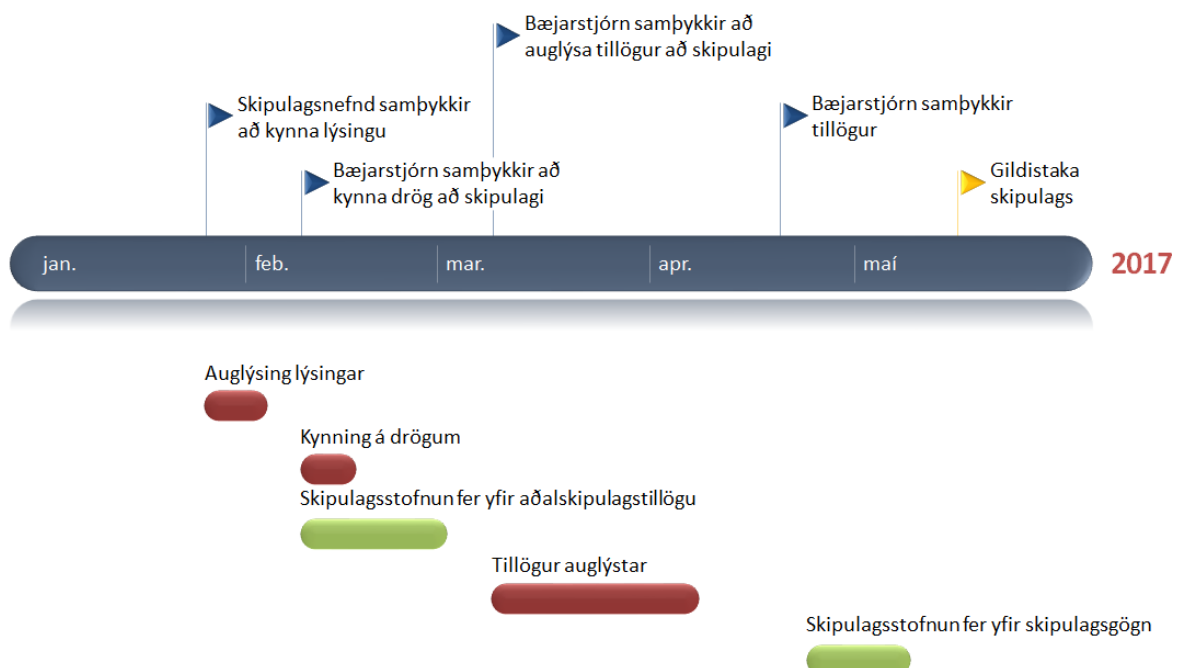 Bæjarstjórn samþykkir að
auglýsa tillögur að skipulagi
Skipulagsnefnd samþykkir
að kynna lýsingu
Bæjarstjórn samþykkir
tillögur
Bæjarstjórn samþykkir að
kynna drög að skipulagi
Gildistaka
skipulags
jan.
feb.
mar.
apr.
maí
2017
Auglýsing lýsingar
Kynning á drögum
Skipulagsstofnun fer yfir aðalskipulagstillögu
Tillögur auglýstar
Skipulagsstofnun fer yfir skipulagsgögn